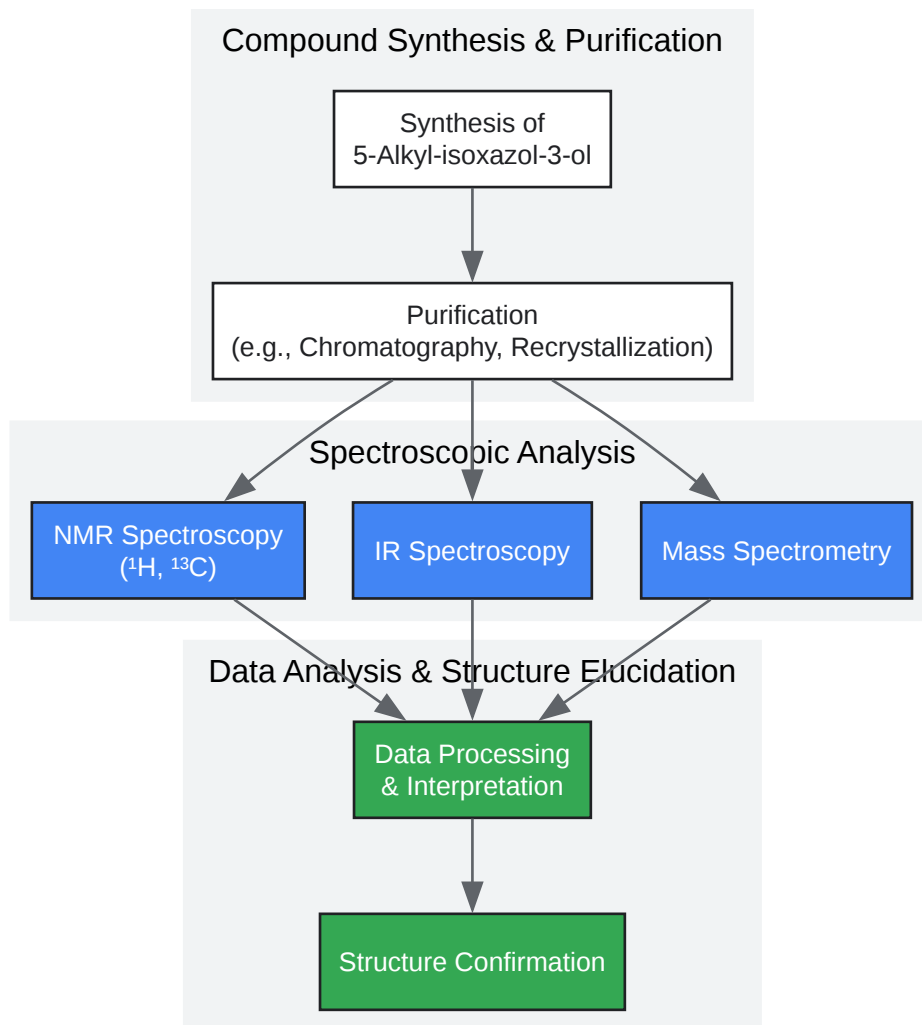 Compound Synthesis & Purification
Synthesis of
5-Alkyl-isoxazol-3-ol
Purification
(e.g., Chromatography, Recrystallization)
Spectroscopic Analysis
NMR Spectroscopy
(¹H, ¹³C)
IR Spectroscopy
Mass Spectrometry
Data Analysis & Structure Elucidation
Data Processing
& Interpretation
Structure Confirmation